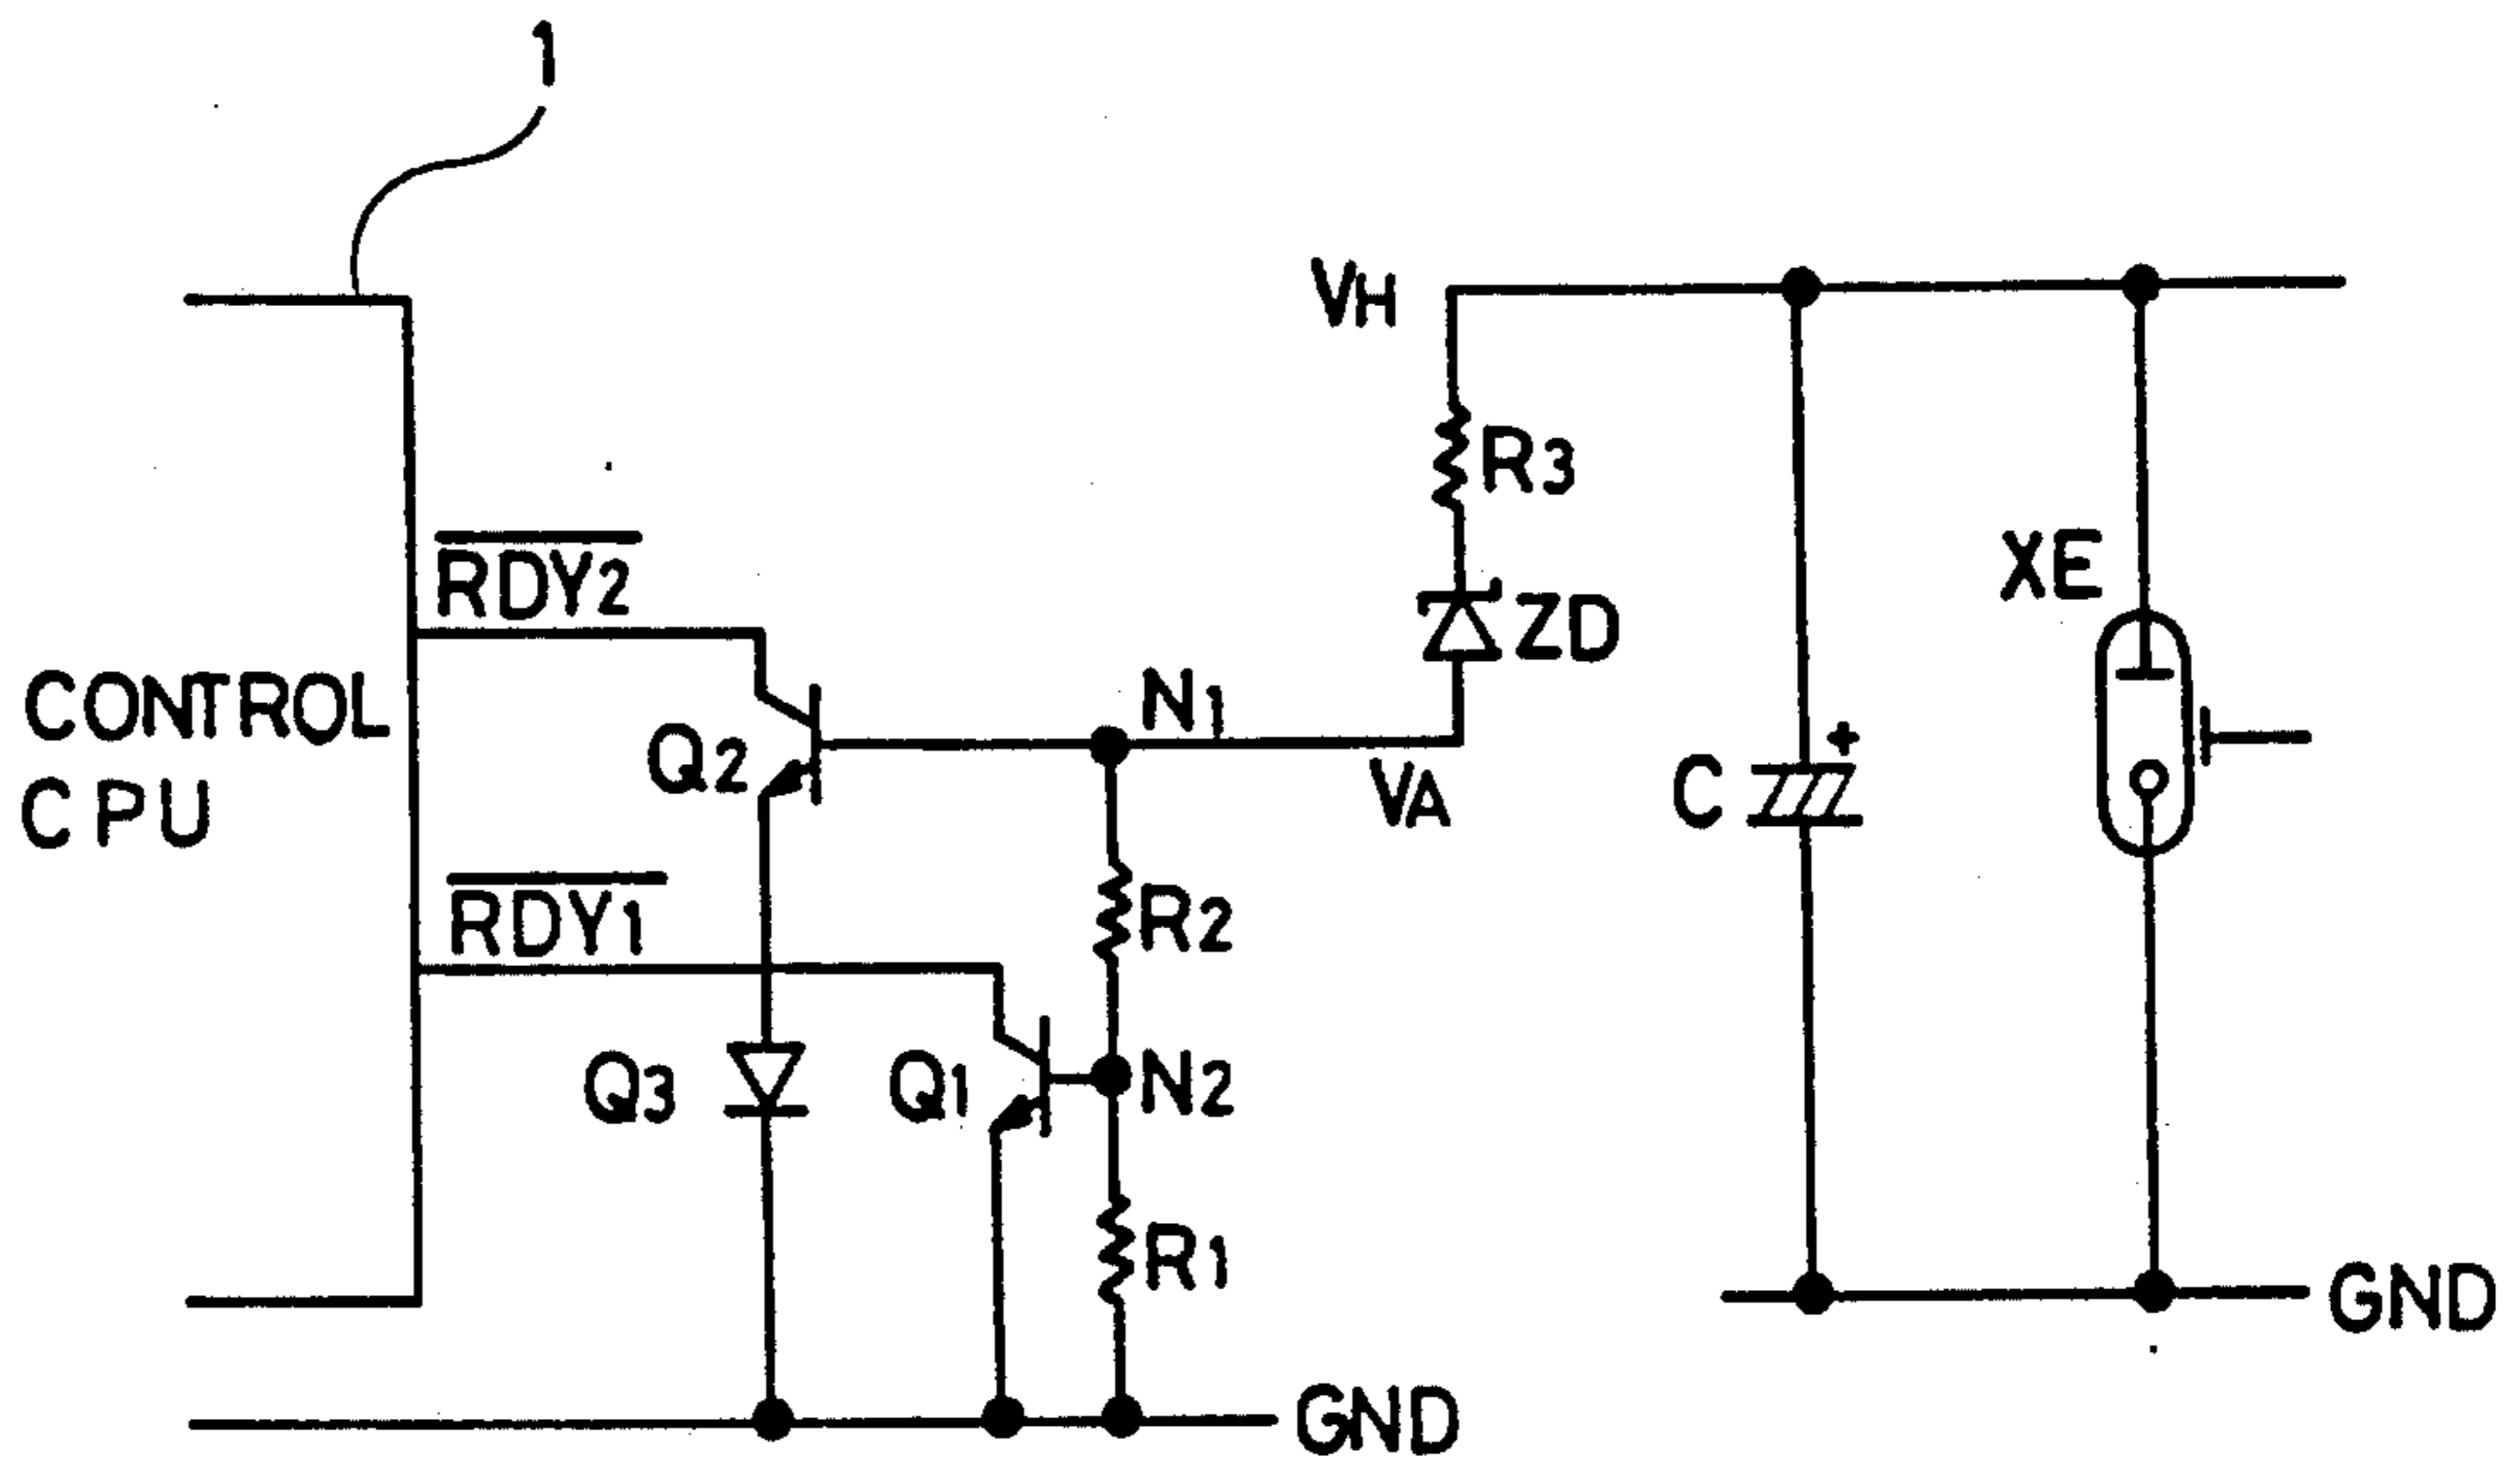 1
VH
R3
RDY2
XE
ZD
CONTROL
CPU
N1
Q2
+
VA
C
RDY1
R2
Q3
Q1
N2
R1
GND
GND